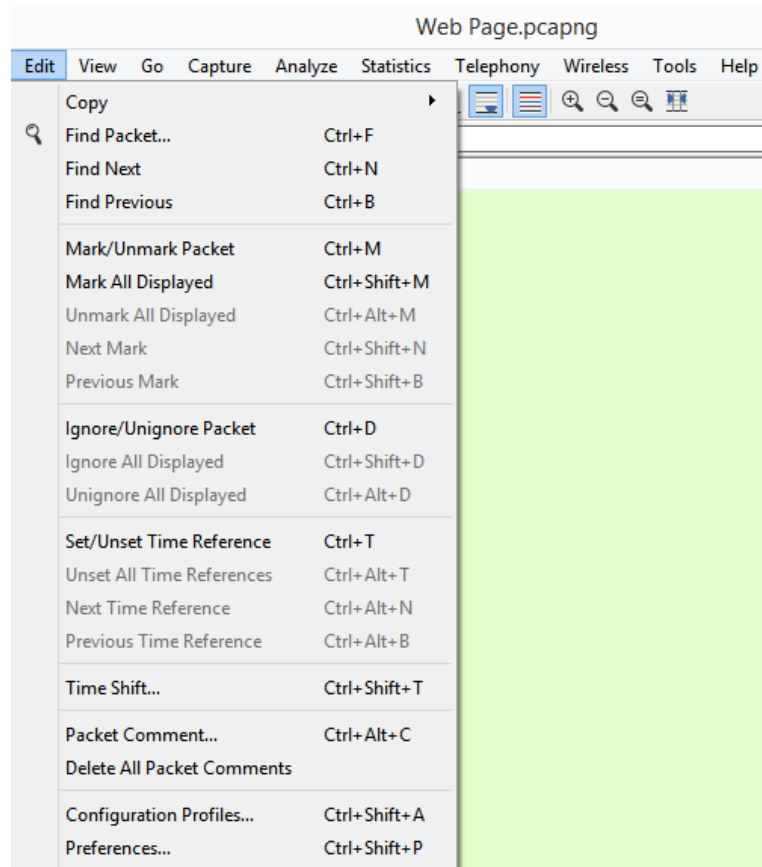 Web Page.pcapng
Edit View Go Capture Analyze Statistics Telephony Wireless Tools Help
Copy
Find Packet... Ctrl+F
Find Next Ctrl+N
Find Previous Ctrl+B
Mark/Unmark Packet Ctrl+M
Mark All Displayed Ctrl+Shift+M
Unmark All Displayed Ctrl+Alt+M
Next Mark Ctrl+Shift+N
Previous Mark Ctrl+Shift+B
Ignore/Unignore Packet Ctrl+D
Ignore All Displayed Ctrl+Shift+D
Unignore All Displayed Ctrl+Alt+D
Set/Unset Time Reference Ctrl+T
Unset All Time References Ctrl+Alt+T
Next Time Reference Ctrl+Alt+N
Previous Time Reference Ctrl+Alt+B
Time Shift... Ctrl+Shift+T
Packet Comment... Ctrl+Alt+C
Delete All Packet Comments
Configuration Profiles... Ctrl+Shift+A
Preferences... Ctrl+Shift+P